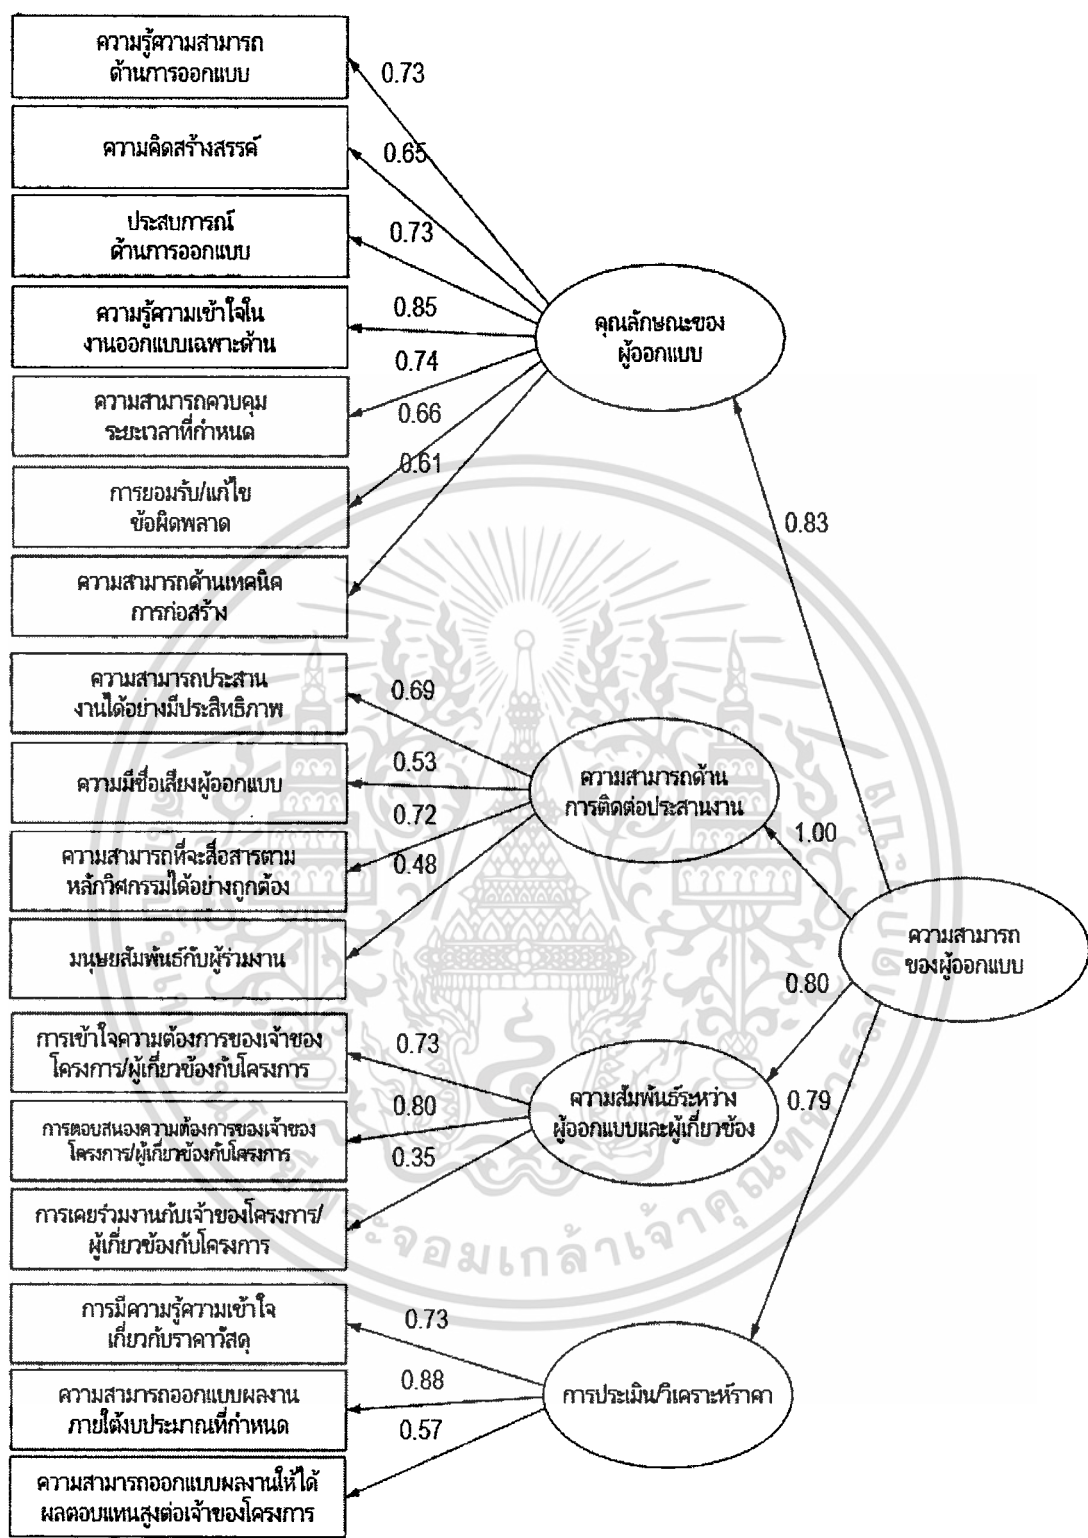 ความรู้ความสามารถ
ด้านการออกแบบ
0.73
ความคิดสร้างสรรค์
0.65
ประสบการณ์
ด้านการออกแบบ
0.73
ความรู้ความเข้าใจใน
งานออกแบบเฉพาะด้าน
0.85
คุณลักษณะของ
ผู้ออกแบบ
ความสามารถควบคุม
ระยะเวลาที่กำหนด
0.74
0.66
การยอมรับ/แก้ไข
ข้อผิดพลาด
0.61
ความสามารถด้านเทคนิค
การก่อสร้าง
0.83
ความสามารถประสาน
งานได้อย่างมีประสิทธิภาพ
0.69
ความมีชื่อเสียงผู้ออกแบบ
0.53
ความสามารถด้าน
การติดต่อประสานงาน
1.00
ความสามารถที่จะสื่อสารตาม
หลักวิศกรรมได้อย่างถูกต้อง
0.72
0.48
มนุษยสัมพันธ์กับผู้ร่วมงาน
ความสามารถ
ของผู้ออกแบบ
0.80
การเข้าใจความต้องการของเจ้าของ
โครงการ/ผู้เกี่ยวข้องกับโครงการ
0.73
การตอบสนองความต้องการของเจ้าของ
โครงการ/ผู้เกี่ยวข้องกับโครงการ
0.80
ความสัมพันธ์ระหว่าง
ผู้ออกแบบและผู้เกี่ยวข้อง
0.79
0.35
การเคยร่วมงานกับเจ้าของโครงการ/
ผู้เกี่ยวข้องกับโครงการ
การมีความรู้ความเข้าใจ
เกี่ยวกับราคาวัสดุ
0.73
ความสามารถออกแบบผลงาน
ภายใต้งบประมาณที่กำหนด
0.88
การประเมิน/วิเคราะห์ราคา
0.57
ความสามารถออกแบบผลงานให้ได้
ผลตอบแทนสูงต่อเจ้าของโครงการ